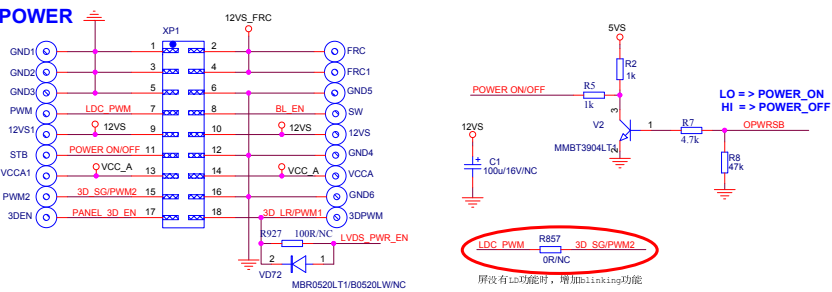 POWER
XP1
12VS_FRC
GND1 1 2 FRC
GND2 3 4 FRC1
GND3 5 6 GND5
PWM LDC_PWM 7 8 BL_EN SW
12VS1 12VS 9 10 12VS 12VS
STB POWER ON/OFF 11 12 GND4
VCCA1 VCC_A 13 14 VCC_A VCCA
PWM2 3D_SG/PWM2 15 16 GND6
3DEN PANEL_3D_EN 17 18 3D_LR/PWM1 3DPWM
R927 100R/NC LVDS_PWR_EN
2 1
VD72
MBR0520LT1/B0520LW/NC
5VS
R2
1k
POWER ON/OFF R5
1k
3
V2 1 R7 OPWRSB
4.7k
2
MMBT3904LT1
LO = > POWER_ON
HI = > POWER_OFF
R8
47k
12VS
+ C1
100u/16V/NC
LDC_PWM R857 3D_SG/PWM2
0R/NC
屏没有LD功能时，增加blinking功能